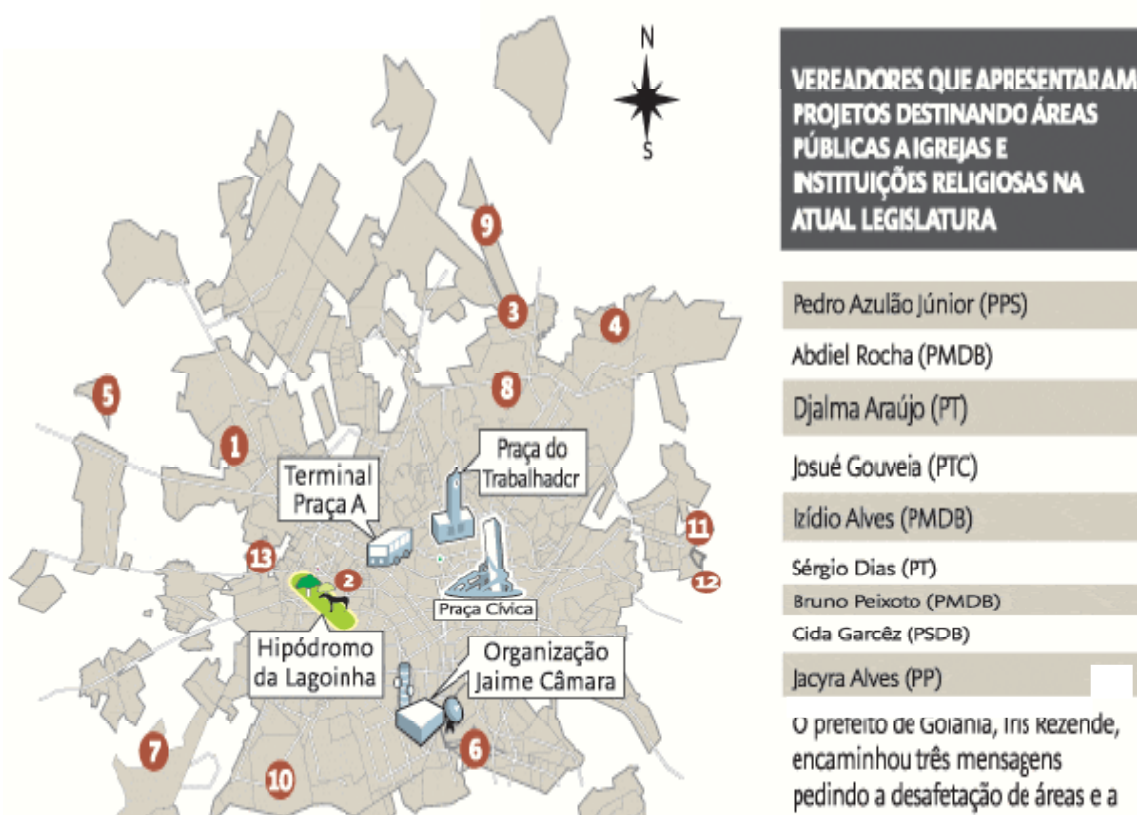 N
S
9
3
4
8
5
1
Terminal
Praça A
Praça do
Trabalhador
11
13
2
12
Praça Cívica
Hipódromo
da Lagoinha
Organização
Jaime Câmara
7
6
10
VEREADORES QUE APRESENTARAM
PROJETOS DESTINANDO ÁREAS
PÚBLICAS A IGREJAS E
INSTITUIÇÕES RELIGIOSAS NA
ATUAL LEGISLATURA
Pedro Azulão Júnior (PPS)
Abdiel Rocha (PMDB)
Djalma Araújo (PT)
Josué Gouveia (PTC)
Izídio Alves (PMDB)
Sérgio Dias (PT)
Bruno Peixoto (PMDB)
Cida Garcêz (PSDB)
Jacyra Alves (PP)
O prefeito de Goiânia, Iris Rezende,
encaminhou três mensagens
pedindo a desafetação de áreas e a